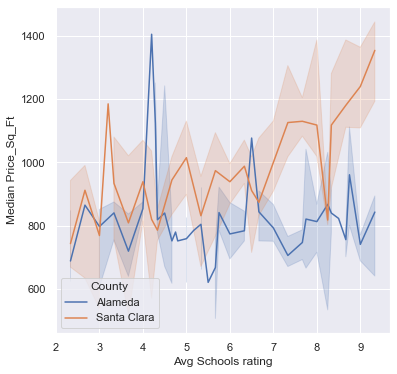 1400
1200
1000
800
600
Median Price_Sq_Ft
County
Alameda
Santa Clara
2 3 4 5 6 7 8 9
Avg Schools rating